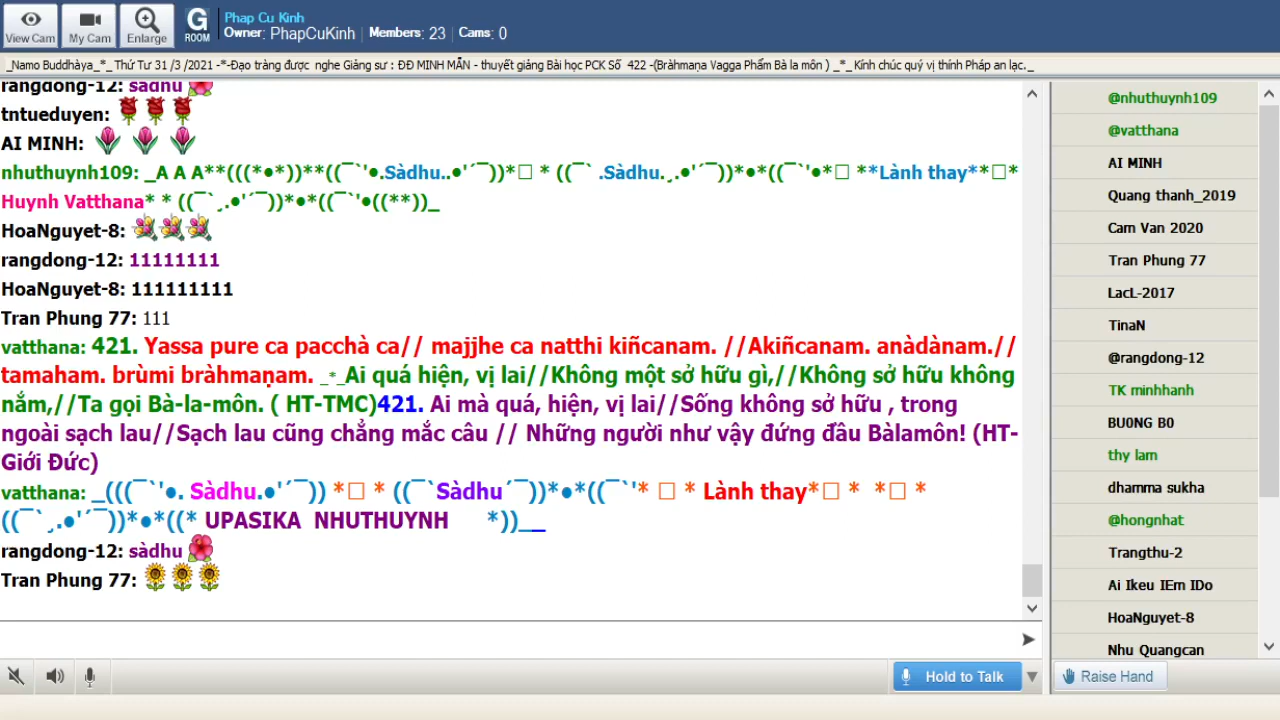 View Cam
My Cam
Enlarge
G
ROOM
Phap Cu Kinh
Owner: PhapCuKinh | Members: 23 | Cams: 0
_Namo Buddhàya_*_ Thứ Tư 31 /3 /2021 -*-Đạo tràng được nghe Giảng sư : ĐĐ MINH MẪN - thuyết giảng Bài học PCK Số 422 -(Bràhmaṇa Vagga Phẩm Bà la môn ) _*_ Kính chúc quý vị thính Pháp an lạc._
rangdong-12: sàdhu
tntueduyen:
AI MINH:
nhuthuynh109: _A A A**(((*●*))**((¯`'●.Sàdhu..●'´¯))*□ * ((¯` .Sàdhu.¸.●'´¯))*●*((¯`'●*□ **Lành thay**□*
Huynh Vatthana* * ((¯`¸.●'´¯))*●*((¯`'●((**))_
HoaNguyet-8:
rangdong-12: 11111111
HoaNguyet-8: 111111111
Tran Phung 77: 111
vatthana: 421. Yassa pure ca pacchà ca// majjhe ca natthi kiñcanam. //Akiñcanam. anàdànam.//
tamaham. brùmi bràhmaṇam. _*_Ai quá hiện, vị lai//Không một sở hữu gì,//Không sở hữu không
nắm,//Ta gọi Bà-la-môn. ( HT-TMC)421. Ai mà quá, hiện, vị lai//Sống không sở hữu , trong
ngoài sạch lau//Sạch lau cũng chẳng mắc câu // Những người như vậy đứng đầu Bàlamôn! (HT-
Giới Đức)
vatthana: _(((¯`'●. Sàdhu.●'´¯)) *□ * ((¯`Sàdhu´¯))*●*((¯`'* □ * Lành thay*□ * *□ *
((¯`¸.●'´¯))*●*((* UPASIKA NHUTHUYNH *))__
rangdong-12: sàdhu
Tran Phung 77:
@nhuthuynh109
@vatthana
AI MINH
Quang thanh_2019
Cam Van 2020
Tran Phung 77
LacL-2017
TinaN
@rangdong-12
TK minhhanh
BU0NG B0
thy lam
dhamma sukha
@hongnhat
Trangthu-2
Ai Ikeu IEm IDo
HoaNguyet-8
Nhu Quangcan
Hold to Talk
Raise Hand